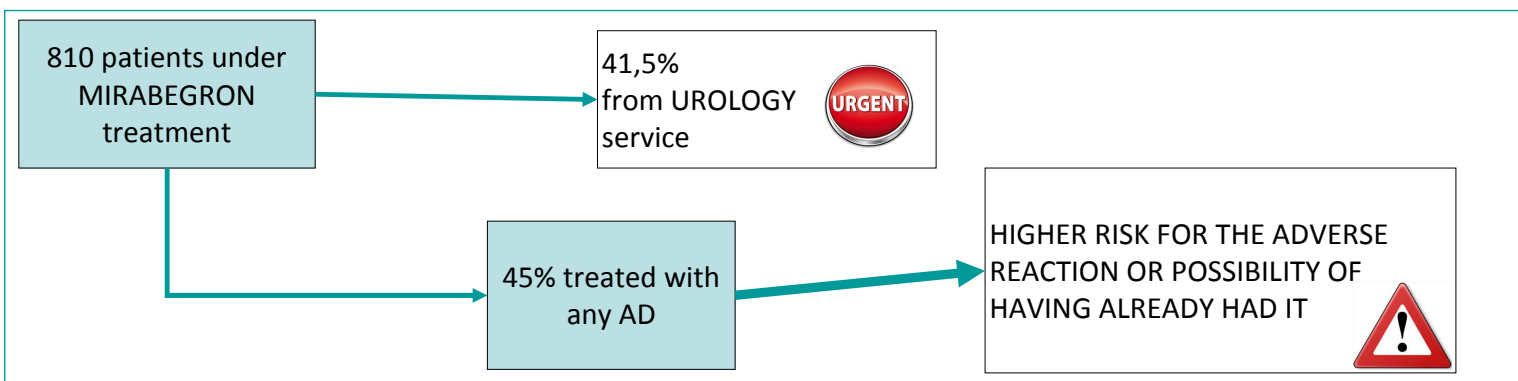 810 patients under
MIRABEGRON
treatment
41,5%
from UROLOGY
service
URGENT
45% treated with
any AD
HIGHER RISK FOR THE ADVERSE
REACTION OR POSSIBILITY OF
HAVING ALREADY HAD IT
!